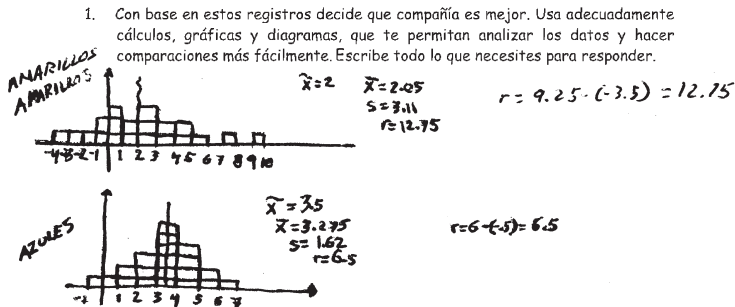 1. Con base en estos registros decide que compañía es mejor. Usa adecuadamente
cálculos, gráficas y diagramas, que te permitan analizar los datos y hacer
comparaciones más fácilmente. Escribe todo lo que necesites para responder.
AMARILLOS
AMARILLOS
x̃=2
x̄=2.05
s=3.11
r=12.75
r= 9.25-(-3.5) =12.75
-4 -3 -2 -1 1 2 3 4 5 6 7 8 9 10
AZULES
x̃=3.5
x̄=3.275
s=1.62
r=6.5
r=6-(-.5)= 6.5
-1 1 2 3 4 5 6 7